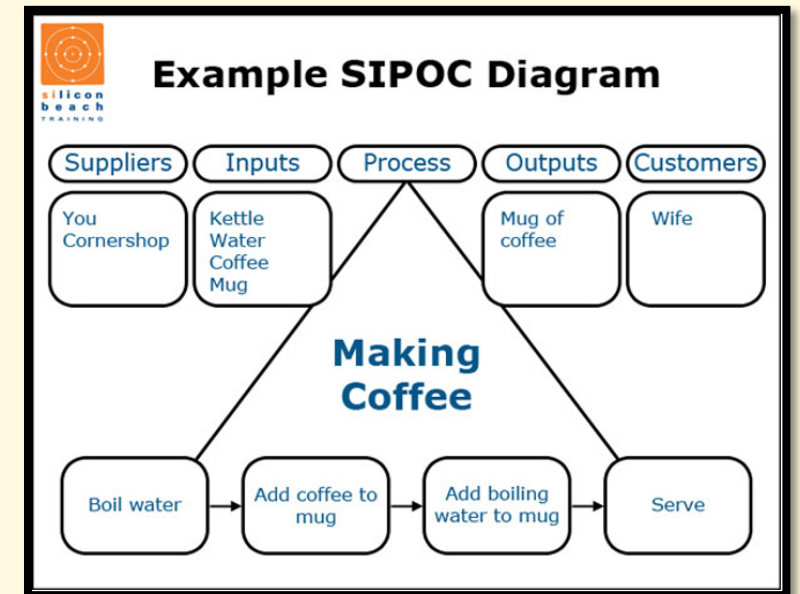 silicon
beach
TRAINING
Example SIPOC Diagram
Suppliers
Inputs
Process
Outputs
Customers
You
Cornershop
Kettle
Water
Coffee
Mug
Mug of
coffee
Wife
Making
Coffee
Boil water
Add coffee to
mug
Add boiling
water to mug
Serve